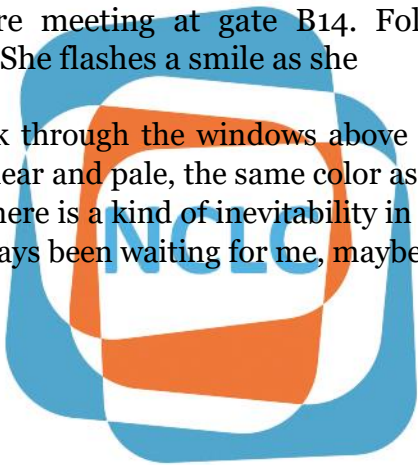 re meeting at gate B14. Fol
She flashes a smile as she
k through the windows above
ear and pale, the same color as
here is a kind of inevitability in
ays been waiting for me, maybe
NCLC